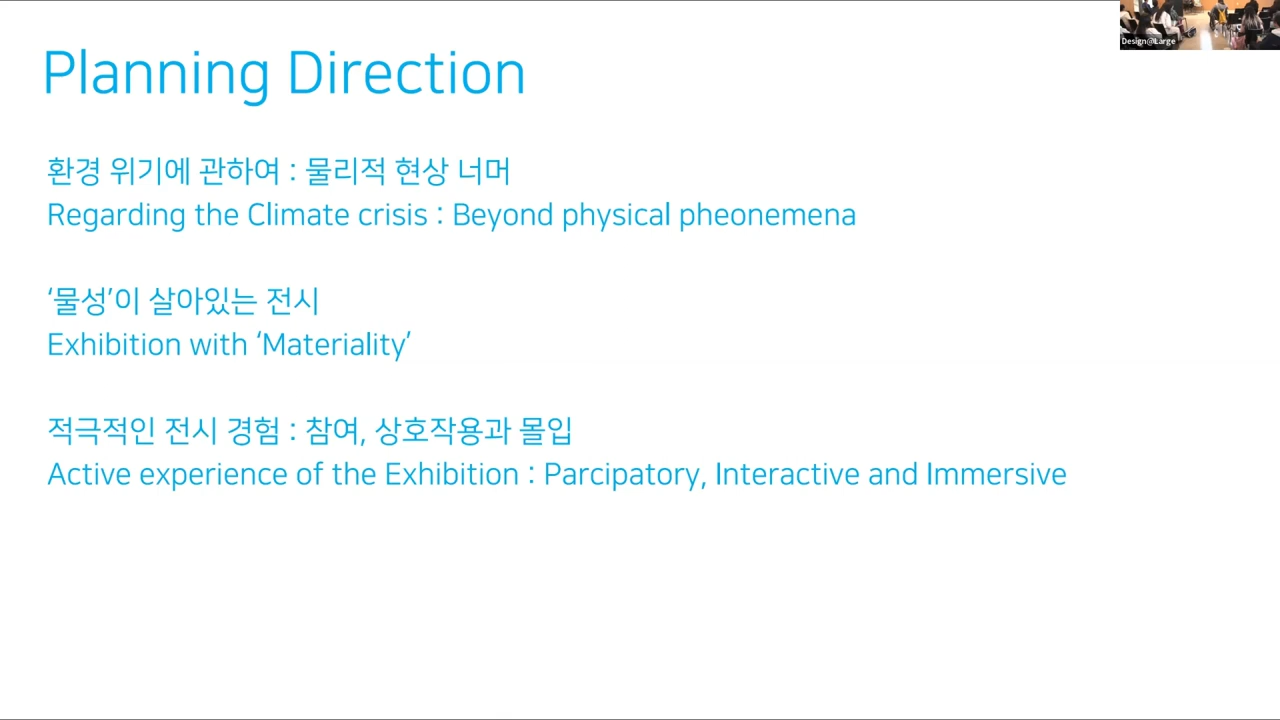 Planning Direction
Design@Large
환경 위기에 관하여 : 물리적 현상 너머
Regarding the Climate crisis : Beyond physical pheonemena
‘물성’이 살아있는 전시
Exhibition with ‘Materiality’
적극적인 전시 경험 : 참여, 상호작용과 몰입
Active experience of the Exhibition : Parcipatory, Interactive and Immersive